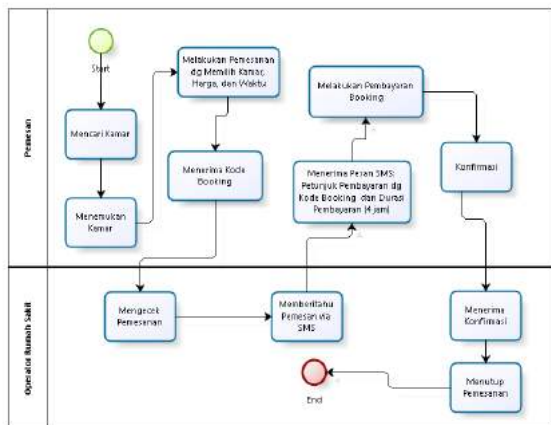 Pemesan
Start
Mencari Kamar
Menemukan
Kamar
Melakukan Pemesanan
dg Memilih Kamar,
Harga, dan Waktu
Menerima Kode
Booking
Mengecek
Pemesanan
Memberitahu
Pemesan via
SMS
Menerima Pesan SMS:
Petunjuk Pembayaran dg
Kode Booking dan Durasi
Pembayaran (4 jam)
Melakukan Pembayaran
Booking
Konfirmasi
Operator Rumah Sakit
Menerima
Konfirmasi
Menutup
Pemesanan
End